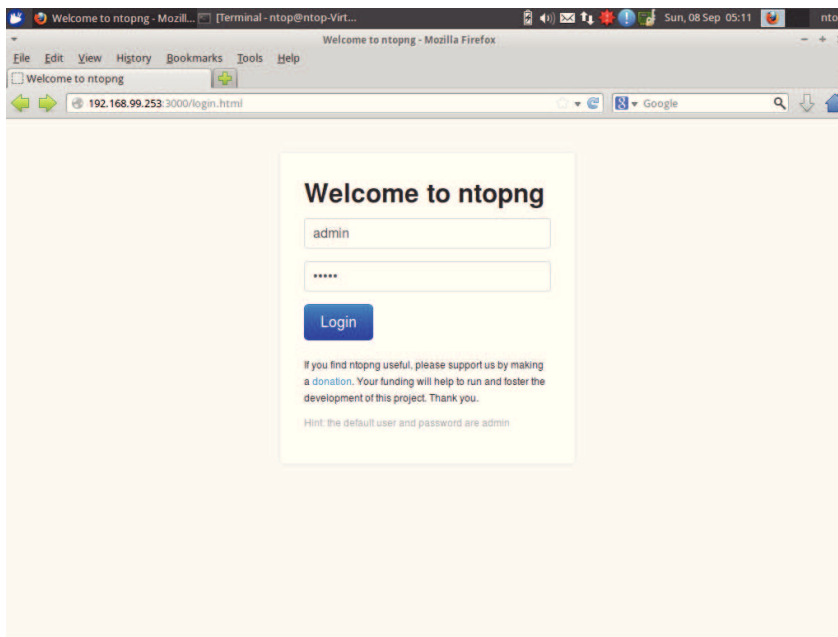 Welcome to ntopng - Mozill... [Terminal - ntop@ntop-Virt... Sun, 08 Sep 05:11 nto
Welcome to ntopng - Mozilla Firefox
File Edit View History Bookmarks Tools Help
Welcome to ntopng
192.168.99.253:3000/login.html Google
Welcome to ntopng
admin
•••••
Login
If you find ntopng useful, please support us by making
a donation. Your funding will help to run and foster the
development of this project. Thank you.
Hint: the default user and password are admin